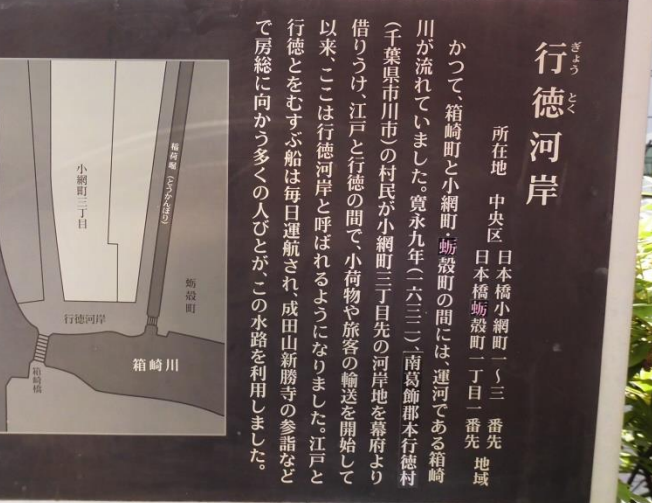 行徳河岸
ぎょう とく
所在地 中央区 日本橋小網町一〜三 番先
日本橋蛎殻町一丁目一番先 地域
かつて、箱崎町と小網町、蛎殻町の間には、運河である箱崎
川が流れていました。寛永九年(一六三二)、南葛飾郡本行徳村
(千葉県市川市)の村民が小網町三丁目先の河岸地を幕府より
借りうけ、江戸と行徳の間で、小荷物や旅客の輸送を開始して
以来、ここは行徳河岸と呼ばれるようになりました。江戸と
行徳とをむすぶ船は毎日運航され、成田山新勝寺の参詣など
で房総に向かう多くの人びとが、この水路を利用しました。
稲荷堀(とうかんぼり)
小網町三丁目
蛎殻町
行徳河岸
箱崎川
箱崎橋